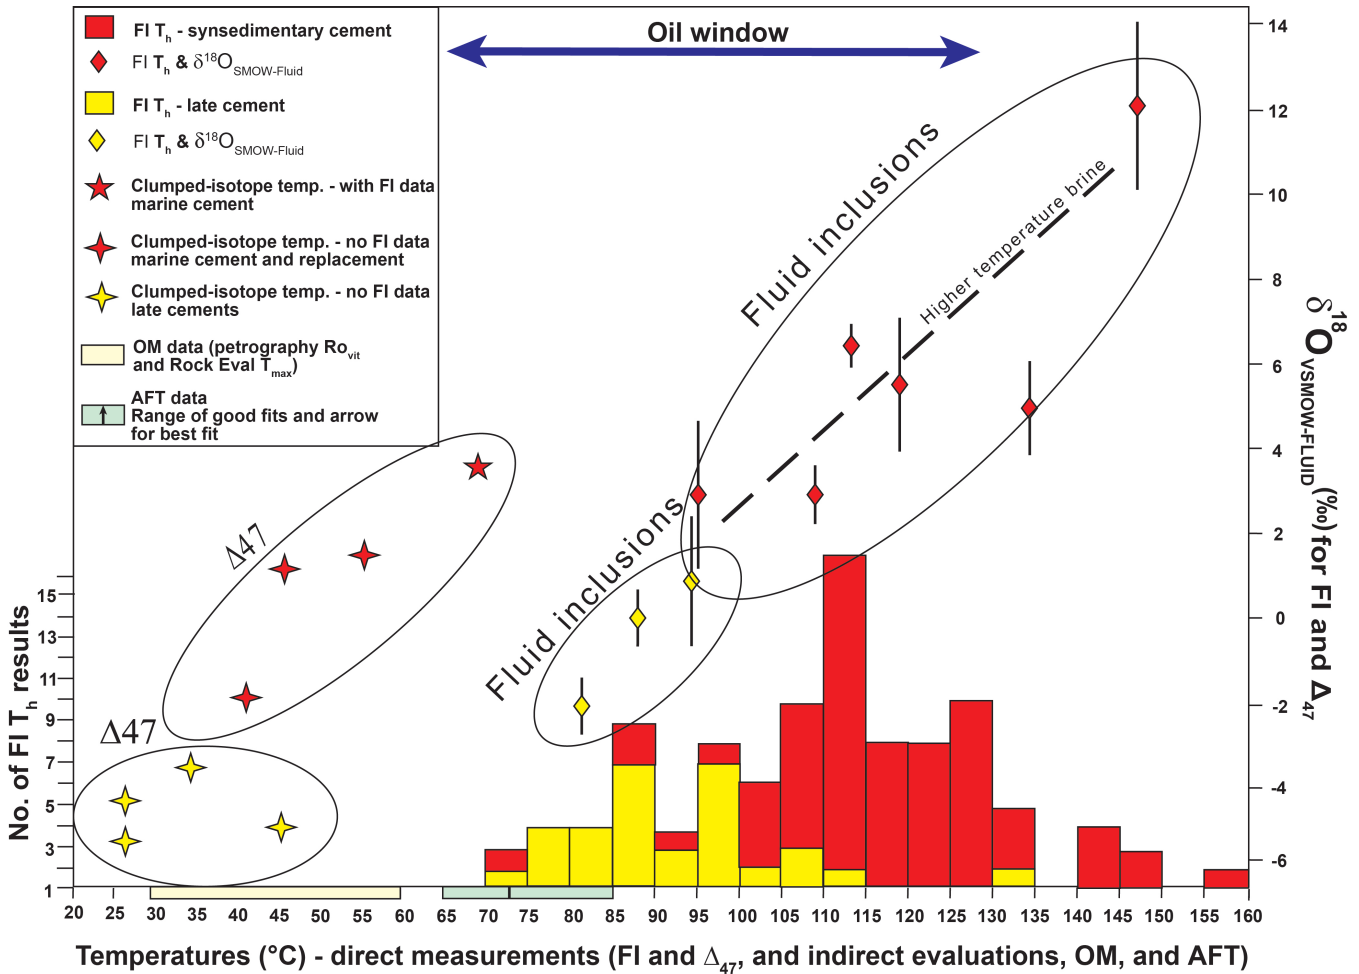 FI Th - synsedimentary cement
FI Th & δ18OSMOW-Fluid
FI Th - late cement
FI Th & δ18OSMOW-Fluid
Clumped-isotope temp. - with FI data
marine cement
Clumped-isotope temp. - no FI data
marine cement and replacement
Clumped-isotope temp. - no FI data
late cements
OM data (petrography Rovit
and Rock Eval Tmax)
AFT data
Range of good fits and arrow
for best fit
Oil window
Fluid inclusions
Higher temperature brine
Fluid inclusions
Δ47
Δ47
No. of FI Th results
15
13
11
9
7
5
3
1
14
12
10
8
6
4
2
0
-2
-4
-6
δ18OVSMOW-FLUID (‰) for FI and Δ47
20 25 30 35 40 45 50 60 65 70 75 80 85 90 95 100 105 110 115 120 125 130 135 140 145 150 155 160
Temperatures (°C) - direct measurements (FI and Δ47, and indirect evaluations, OM, and AFT)